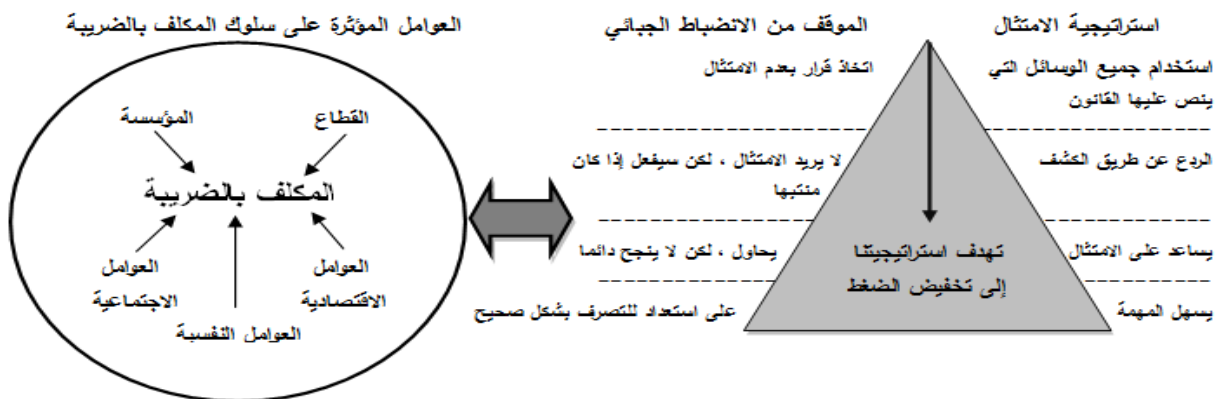 استراتيجية الامتثال
الموقف من الانضباط الجبائي
العوامل المؤثرة على سلوك المكلف بالضريبة
استخدام جميع الوسائل التي
ينص عليها القانون
اتخاذ قرار بعدم الامتثال
الردع عن طريق الكشف
لا يريد الامتثال ، لكن سيفعل إذا كان
منتبها
يساعد على الامتثال
يحاول ، لكن لا ينجح دائما
يسهل المهمة
على استعداد للتصرف بشكل صحيح
تهدف استراتيجيتنا
إلى تخفيض الضغط
القطاع
المؤسسة
المكلف بالضريبة
العوامل
الاقتصادية
العوامل
الاجتماعية
العوامل النفسية